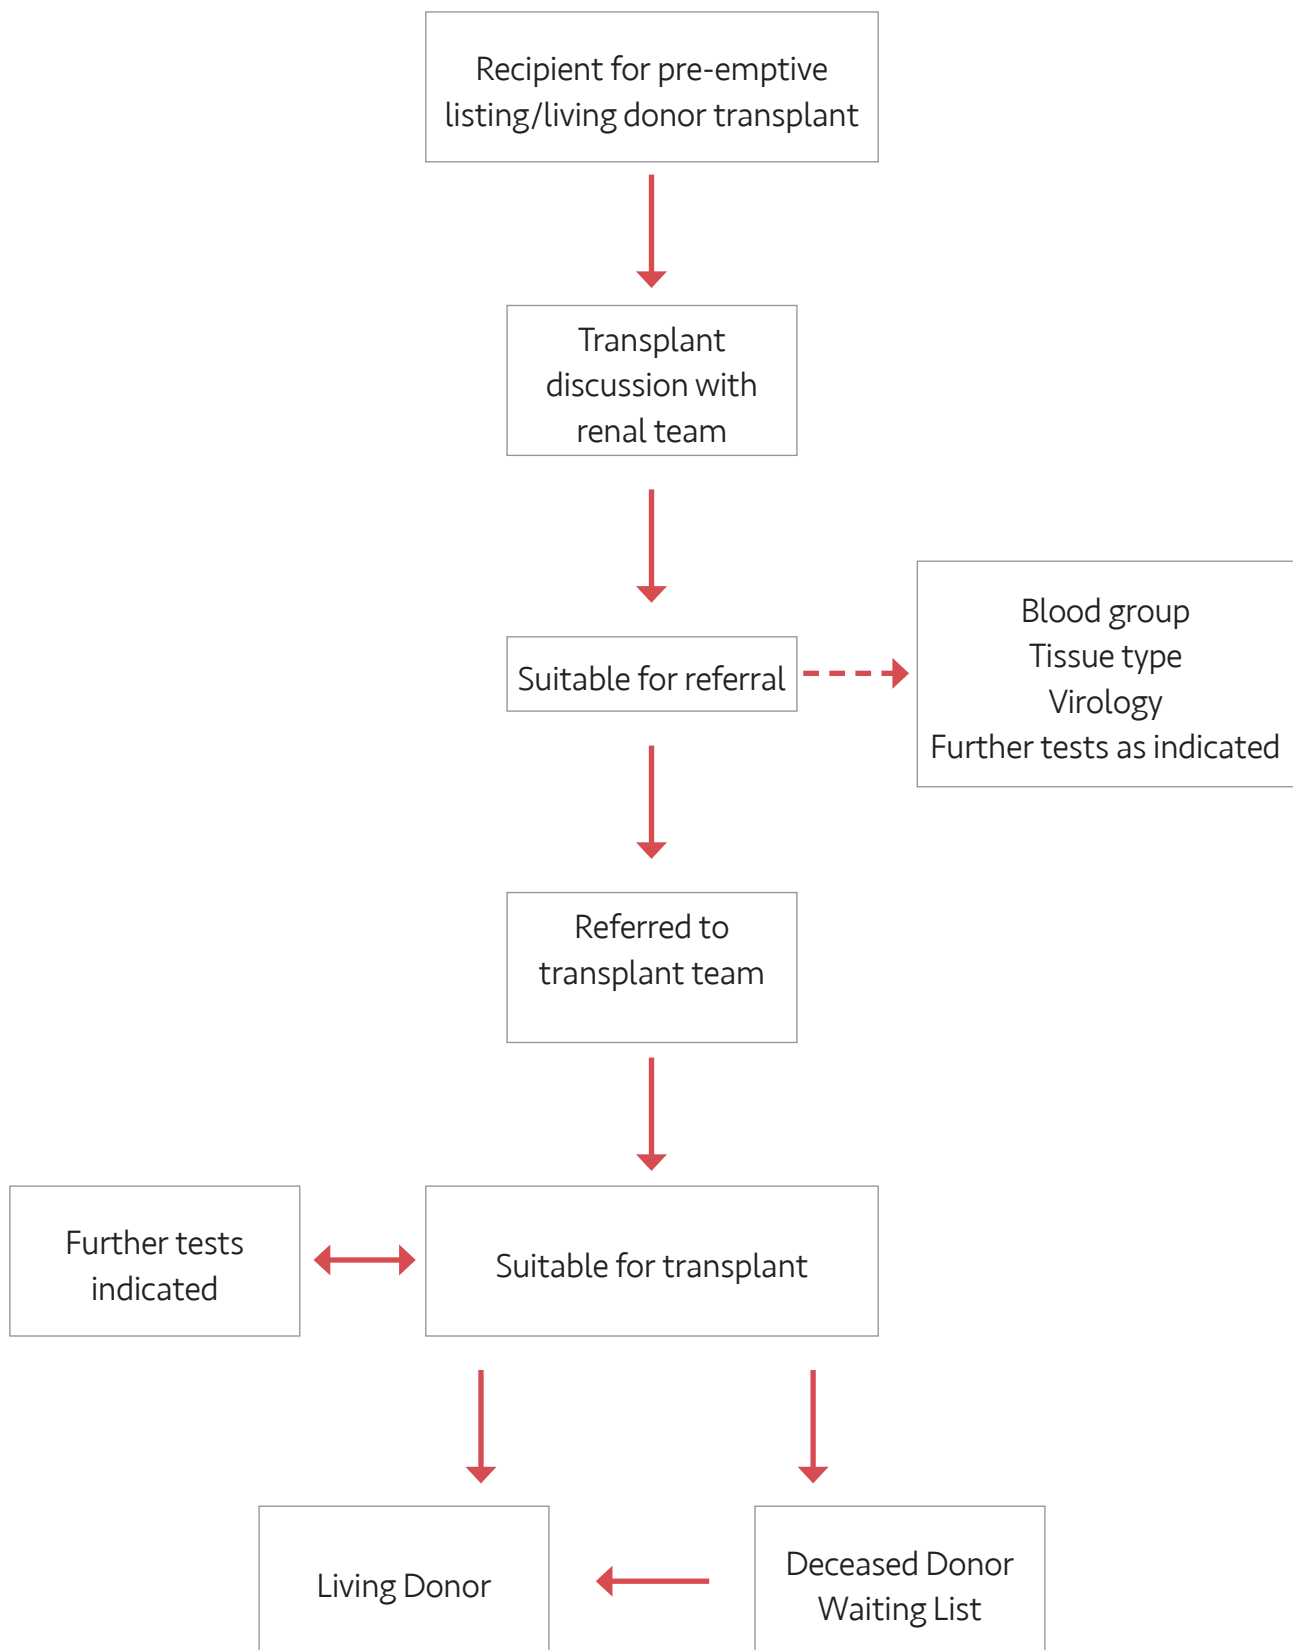 Recipient for pre-emptive
listing/living donor transplant
Transplant
discussion with
renal team
Suitable for referral
Blood group
Tissue type
Virology
Further tests as indicated
Referred to
transplant team
Further tests
indicated
Suitable for transplant
Living Donor
Deceased Donor
Waiting List